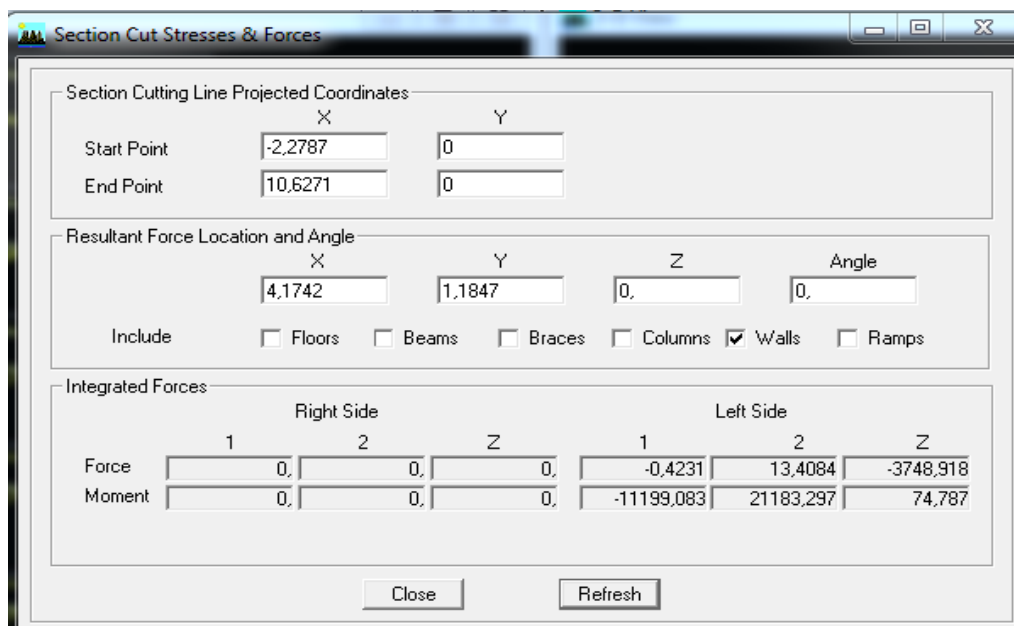 Section Cut Stresses & Forces
Section Cutting Line Projected Coordinates
X Y
Start Point -2,2787 0
End Point 10,6271 0
Resultant Force Location and Angle
X Y Z Angle
4,1742 1,1847 0, 0,
Include Floors Beams Braces Columns Walls Ramps
Integrated Forces
Right Side Left Side
1 2 Z 1 2 Z
Force 0, 0, 0, -0,4231 13,4084 -3748,918
Moment 0, 0, 0, -11199,083 21183,297 74,787
Close Refresh